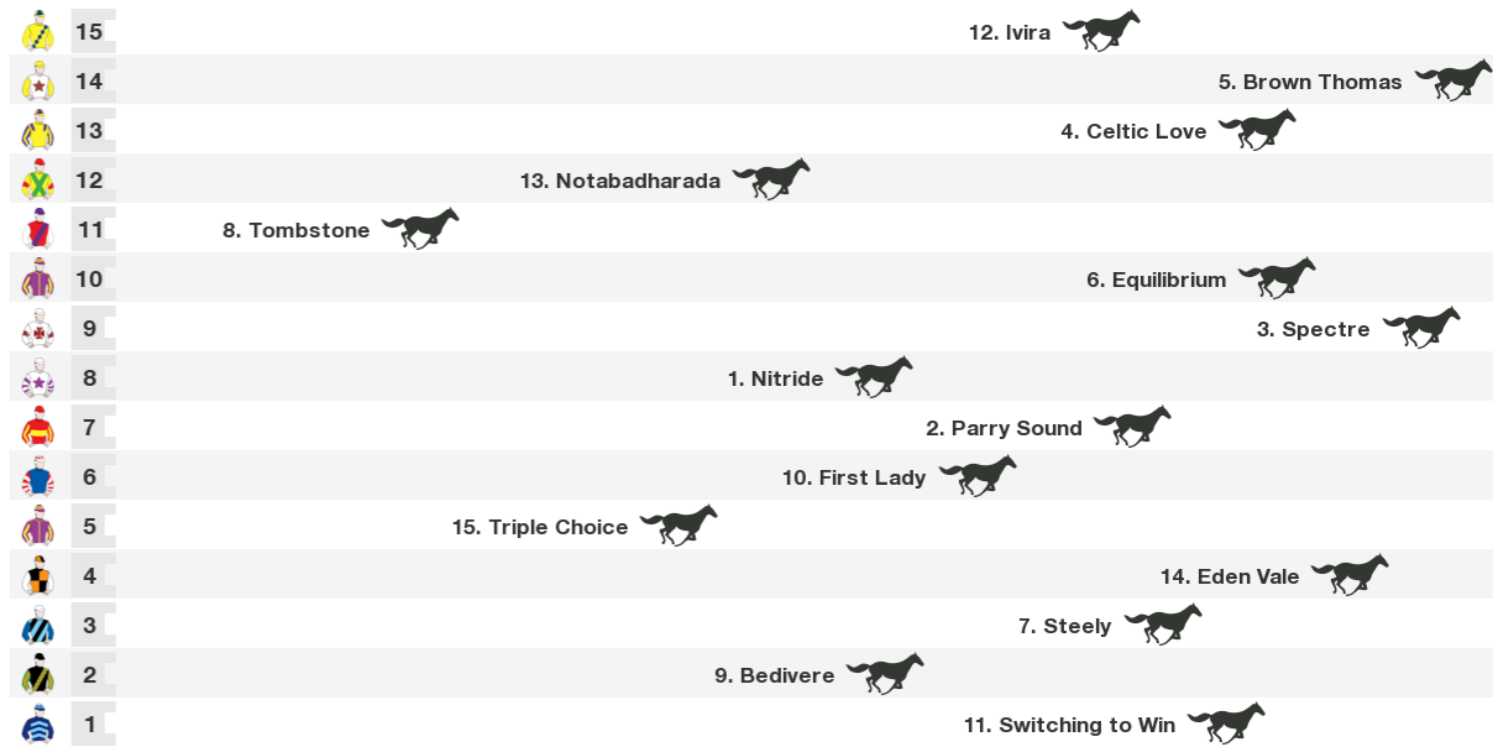 15 12. Ivira
14 5. Brown Thomas
13 4. Celtic Love
12 13. Notabadharada
11 8. Tombstone
10 6. Equilibrium
9 3. Spectre
8 1. Nitride
7 2. Parry Sound
6 10. First Lady
5 15. Triple Choice
4 14. Eden Vale
3 7. Steely
2 9. Bedivere
1 11. Switching to Win